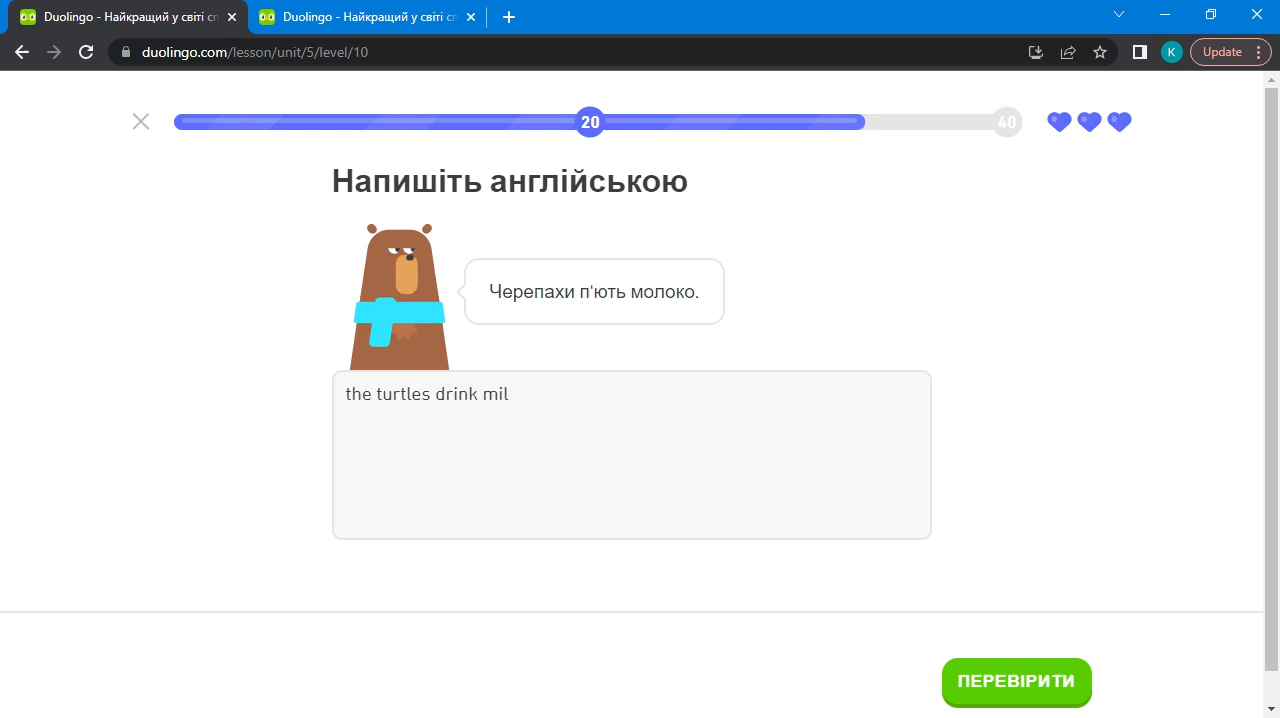 Duolingo - Найкращий у світі сп
Duolingo - Найкращий у світі сп
duolingo.com/lesson/unit/5/level/10
K
Update
20
40
Напишіть англійською
Черепахи п'ють молоко.
the turtles drink mil
ПЕРЕВІРИТИ